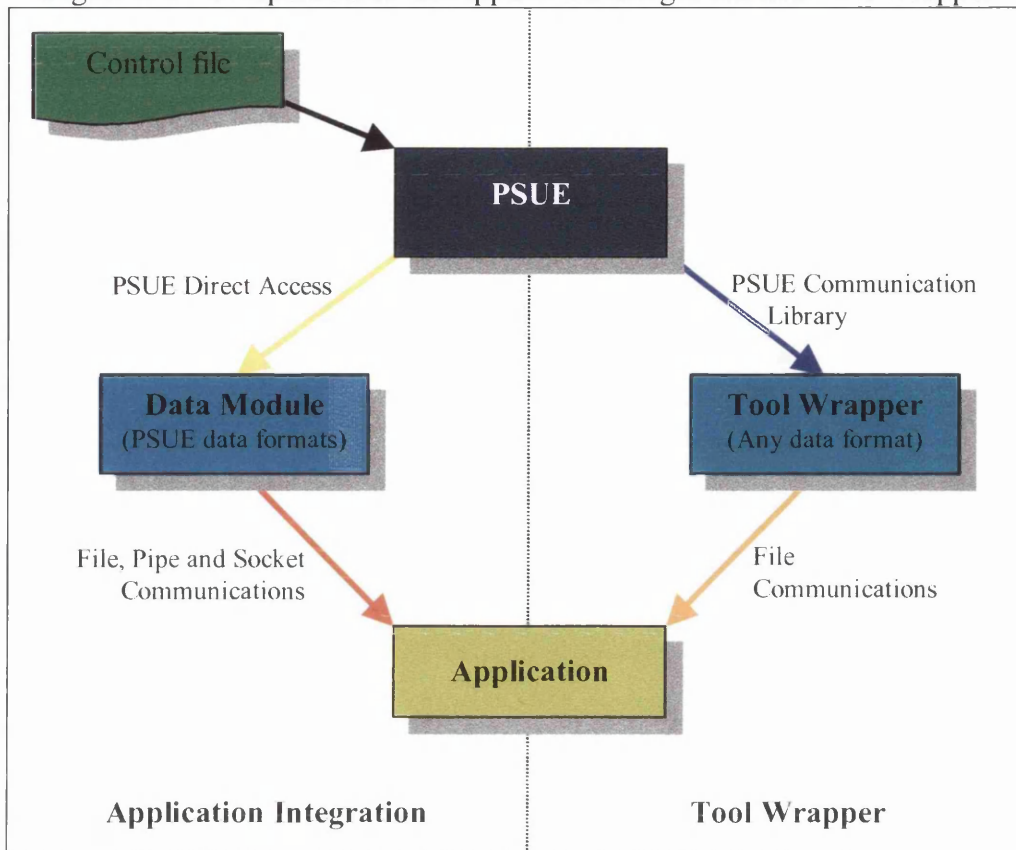 Control file
PSUE
PSUE Direct Access
PSUE Communication
Library
Data Module
(PSUE data formats)
Tool Wrapper
(Any data format)
File, Pipe and Socket
Communications
File
Communications
Application
Application Integration
Tool Wrapper